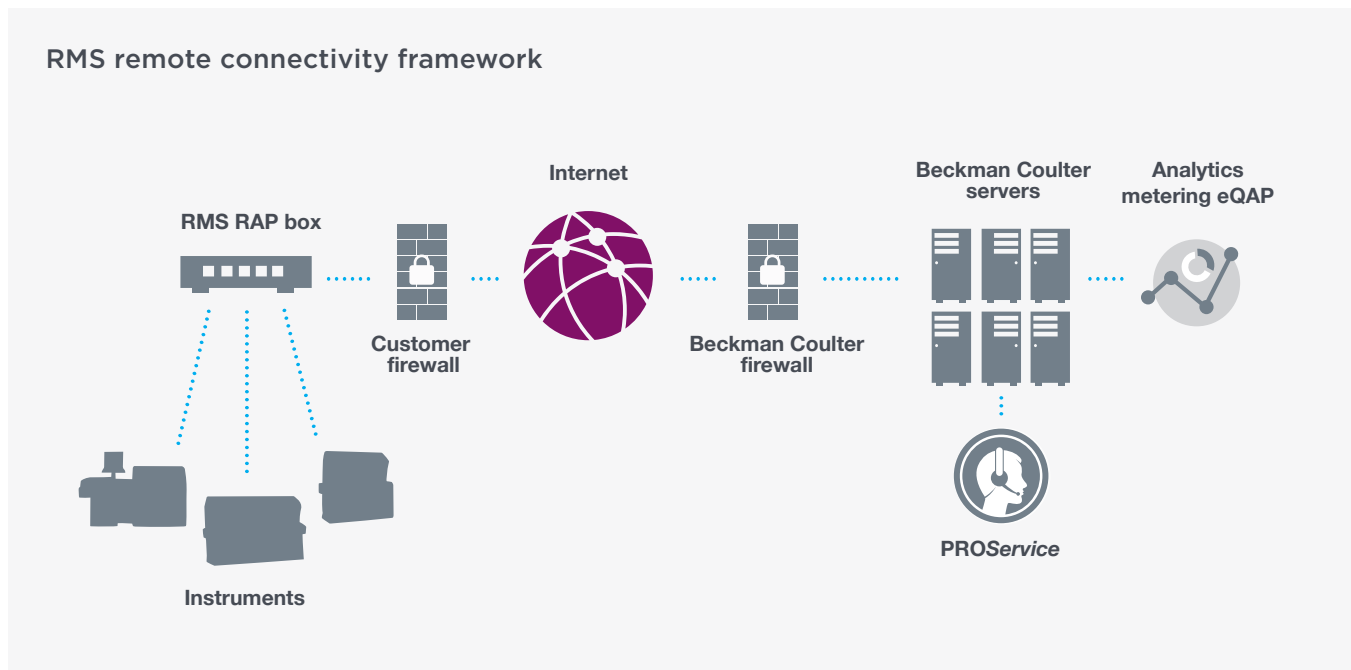 RMS remote connectivity framework
Internet
Beckman Coulter
servers
Analytics
metering eQAP
RMS RAP box
Customer
firewall
Beckman Coulter
firewall
PROService
Instruments